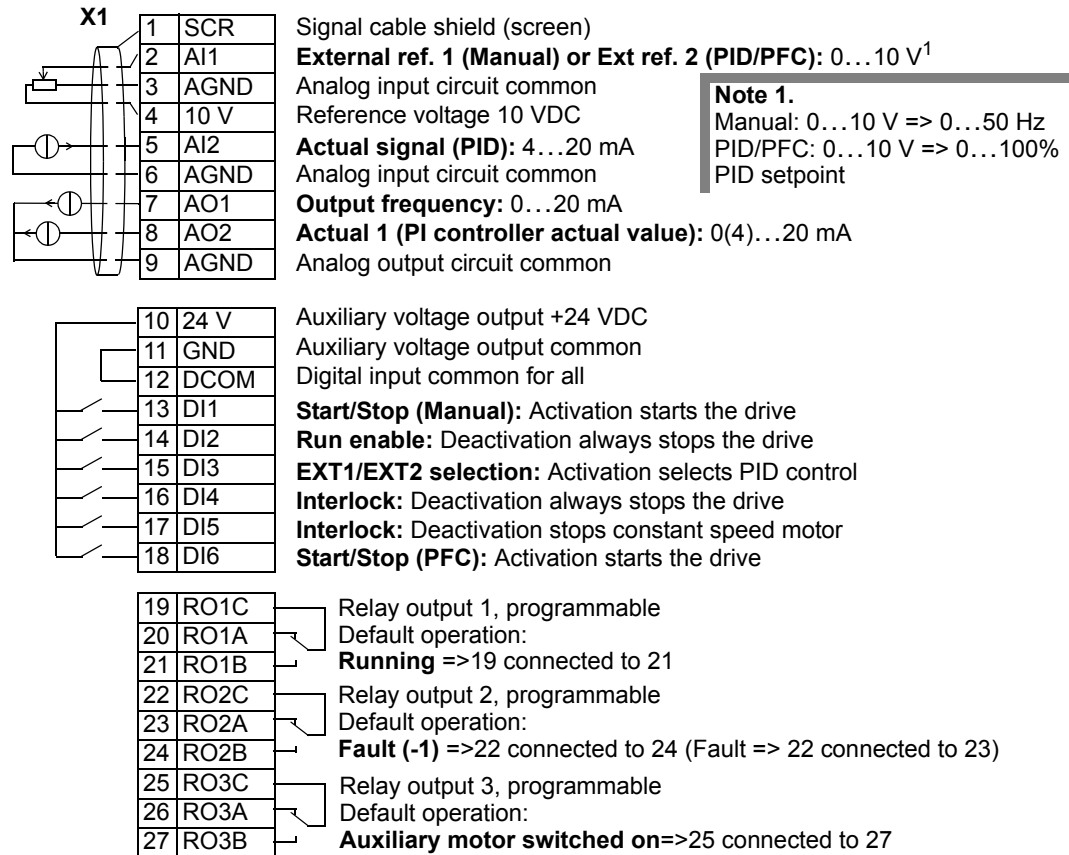 X1
1 SCR Signal cable shield (screen)
2 AI1 External ref. 1 (Manual) or Ext ref. 2 (PID/PFC): 0…10 V1
3 AGND Analog input circuit common
4 10 V Reference voltage 10 VDC
5 AI2 Actual signal (PID): 4…20 mA
6 AGND Analog input circuit common
7 AO1 Output frequency: 0…20 mA
8 AO2 Actual 1 (PI controller actual value): 0(4)…20 mA
9 AGND Analog output circuit common
Note 1.
Manual: 0…10 V => 0…50 Hz
PID/PFC: 0…10 V => 0…100%
PID setpoint
10 24 V Auxiliary voltage output +24 VDC
11 GND Auxiliary voltage output common
12 DCOM Digital input common for all
13 DI1 Start/Stop (Manual): Activation starts the drive
14 DI2 Run enable: Deactivation always stops the drive
15 DI3 EXT1/EXT2 selection: Activation selects PID control
16 DI4 Interlock: Deactivation always stops the drive
17 DI5 Interlock: Deactivation stops constant speed motor
18 DI6 Start/Stop (PFC): Activation starts the drive
19 RO1C Relay output 1, programmable
20 RO1A Default operation:
21 RO1B Running =>19 connected to 21
22 RO2C Relay output 2, programmable
23 RO2A Default operation:
24 RO2B Fault (-1) =>22 connected to 24 (Fault => 22 connected to 23)
25 RO3C Relay output 3, programmable
26 RO3A Default operation:
27 RO3B Auxiliary motor switched on=>25 connected to 27